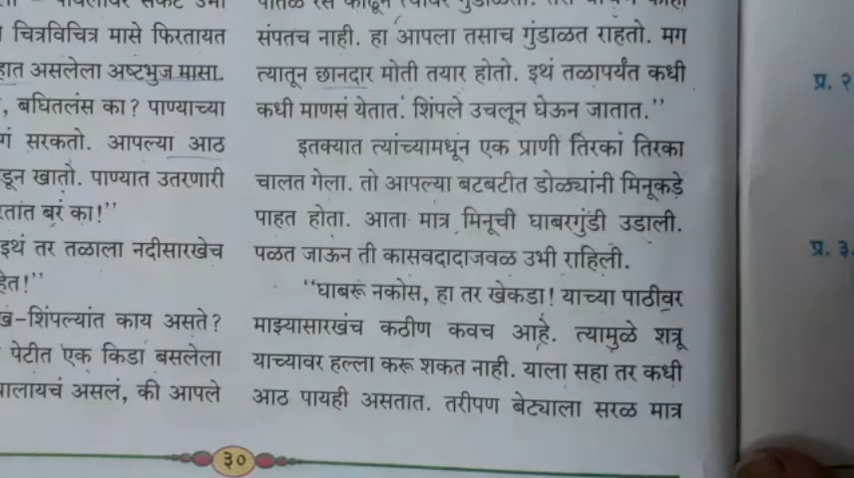 चित्रविचित्र मासे फिरतायत
असलेला अष्टभुज मासा.
, बघितलंस का? पाण्याच्या
सरकतो. आपल्या आठ
खातो. पाण्यात उतरणारी
बरं का!”
इथं तर तळाला नदीसारखेच
शिंपल्यांत काय असते?
पेटीत एक किडा बसलेला
असलं, की आपले
संपतच नाही. हा आपला तसाच गुंडाळत राहतो. मग
त्यातून छानदार मोती तयार होतो. इथं तळापर्यंत कधी
कधी माणसं येतात. शिंपले उचलून घेऊन जातात.”
इतक्यात त्यांच्यामधून एक प्राणी तिरका तिरका
चालत गेला. तो आपल्या बटबटीत डोळ्यांनी मिनूकडे
पाहत होता. आता मात्र मिनूची घाबरगुंडी उडाली.
पळत जाऊन ती कासवदादाजवळ उभी राहिली.
“घाबरू नकोस, हा तर खेकडा! याच्या पाठीवर
माझ्यासारखंच कठीण कवच आहे. त्यामुळे शत्रू
याच्यावर हल्ला करू शकत नाही. याला सहा तर कधी
आठ पायही असतात. तरीपण बेट्याला सरळ मात्र
३०
प्र. २
प्र. ३.